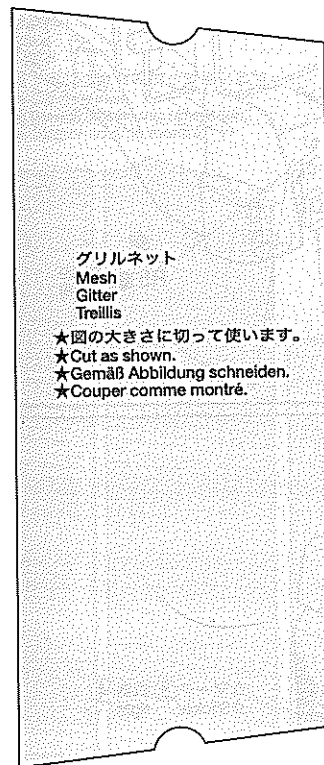 グリルネット
Mesh
Gitter
Treillis
★図の大きさに切って使います。
★Cut as shown.
★Gemäß Abbildung schneiden.
★Couper comme montré.